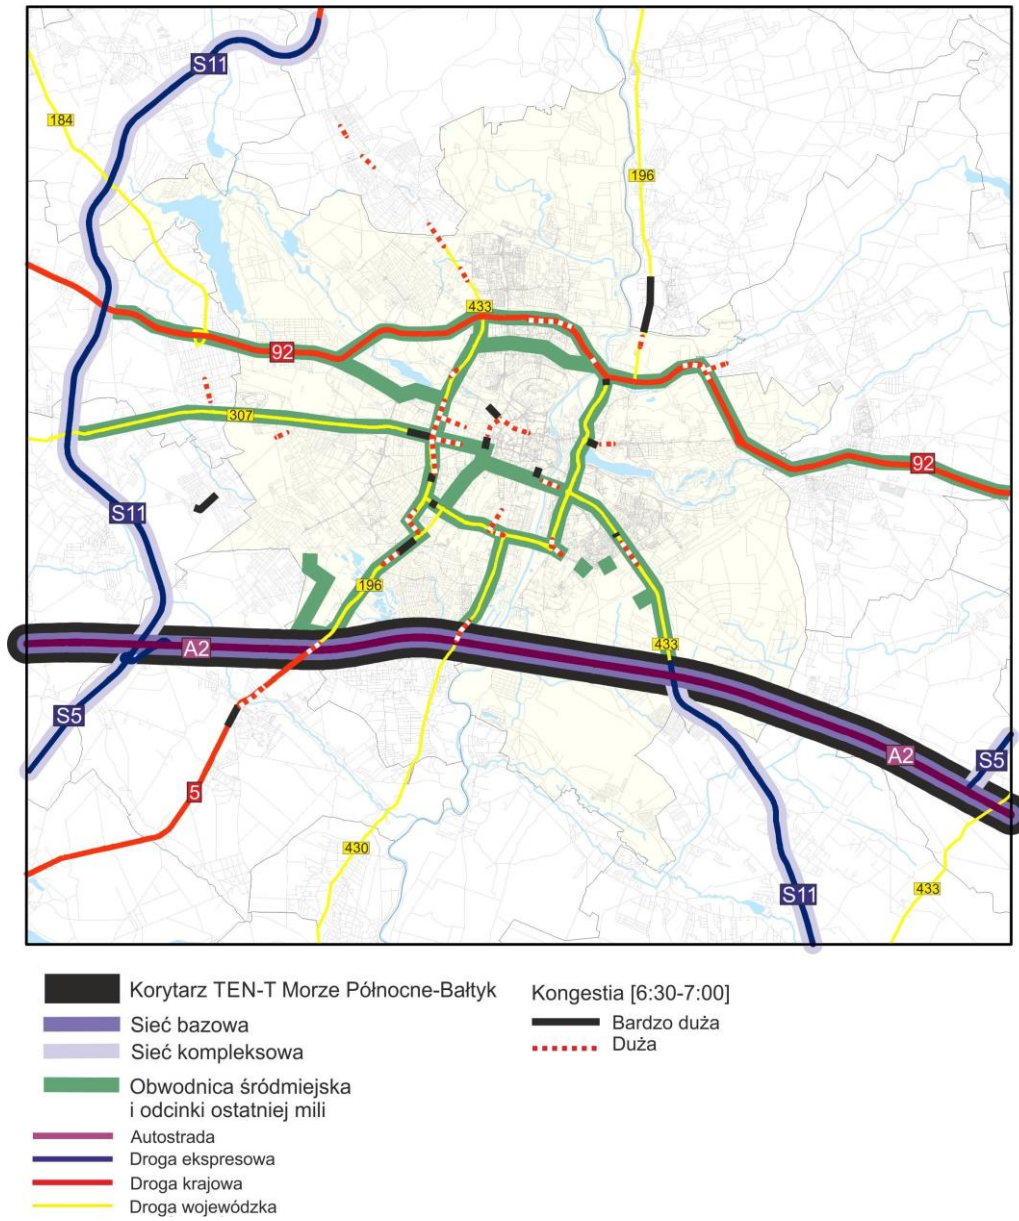 S11
184
196
433
92
307
92
S11
196
A2
433
S5
A2
S5
5
430
433
S11
Korytarz TEN-T Morze Północne-Bałtyk
Sieć bazowa
Sieć kompleksowa
Obwodnica śródmiejska
i odcinki ostatniej mili
Autostrada
Droga ekspresowa
Droga krajowa
Droga wojewódzka
Kongestia [6:30-7:00]
Bardzo duża
Duża